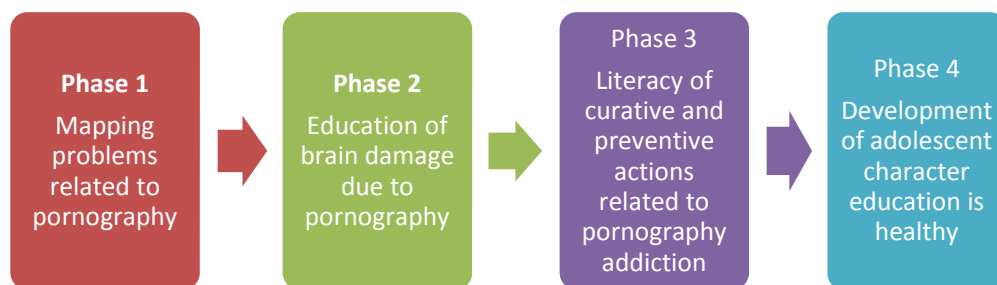 Phase 1
Mapping
problems
related to
pornography
Phase 2
Education of
brain damage
due to
pornography
Phase 3
Literacy of
curative and
preventive
actions
related to
pornography
addiction
Phase 4
Development
of adolescent
character
education is
healthy